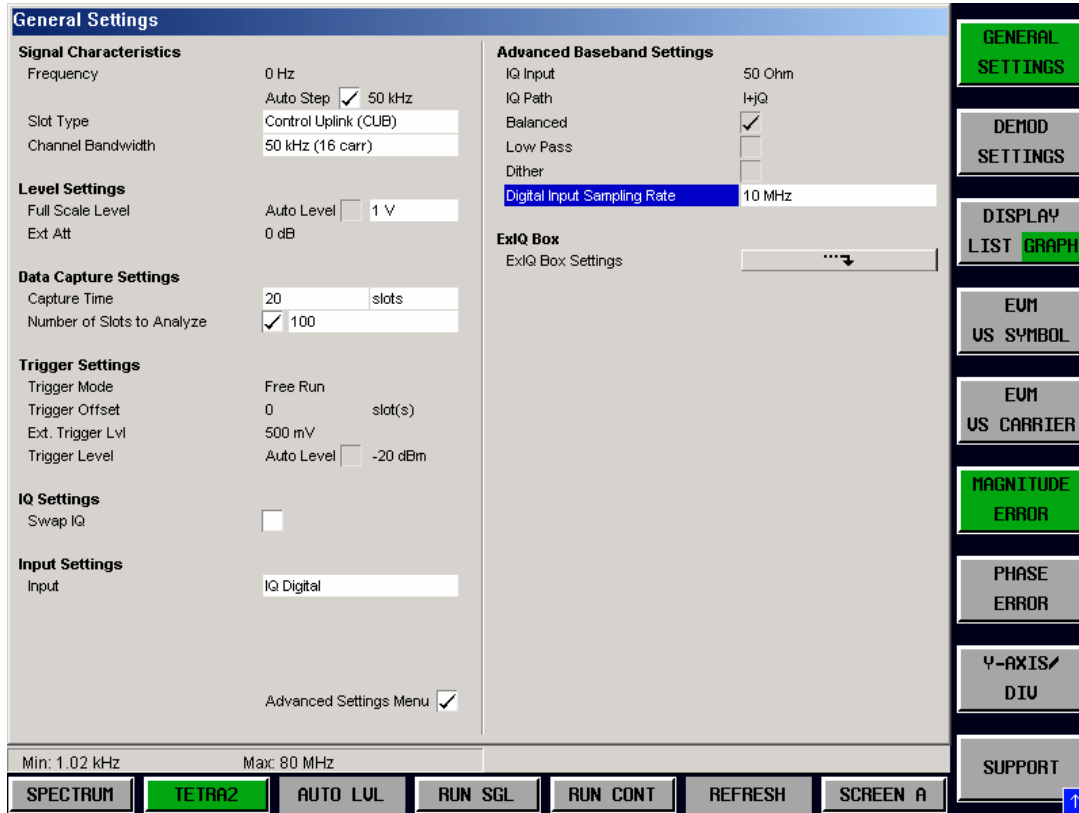 General Settings
Signal Characteristics
Frequency 0 Hz
Auto Step 50 kHz
Slot Type Control Uplink (CUB)
Channel Bandwidth 50 kHz (16 carr)
Level Settings
Full Scale Level Auto Level 1 V
Ext Att 0 dB
Data Capture Settings
Capture Time 20 slots
Number of Slots to Analyze 100
Trigger Settings
Trigger Mode Free Run
Trigger Offset 0 slot(s)
Ext. Trigger Lvl 500 mV
Trigger Level Auto Level -20 dBm
IQ Settings
Swap IQ
Input Settings
Input IQ Digital
Advanced Settings Menu
Advanced Baseband Settings
IQ Input 50 Ohm
IQ Path I+jQ
Balanced
Low Pass
Dither
Digital Input Sampling Rate 10 MHz
ExIQ Box
ExIQ Box Settings
Min: 1.02 kHz Max: 80 MHz
GENERAL
SETTINGS
DEMOD
SETTINGS
DISPLAY
LIST GRAPH
EVM
VS SYMBOL
EVM
VS CARRIER
MAGNITUDE
ERROR
PHASE
ERROR
Y-AXIS/
DIV
SUPPORT
SPECTRUM TETRA2 AUTO LVL RUN SGL RUN CONT REFRESH SCREEN A